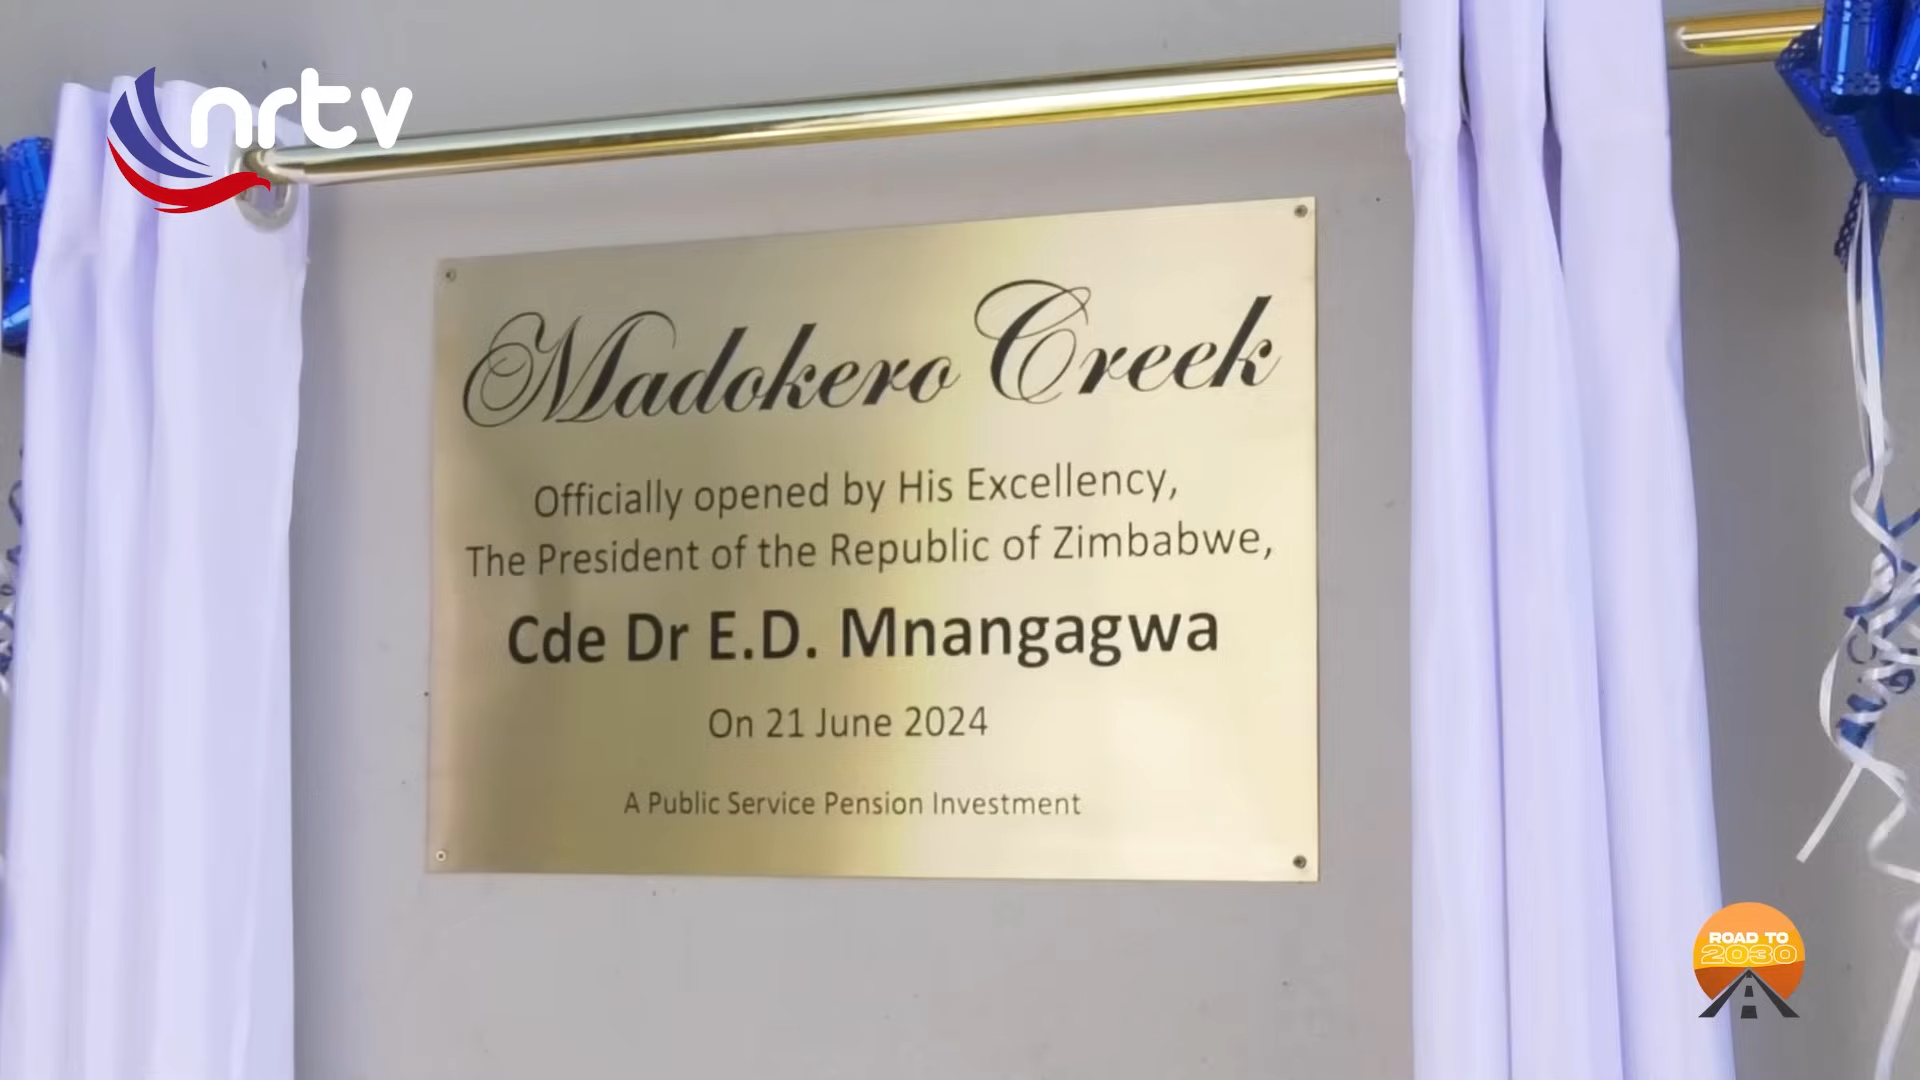 nrtv
Madokero Creek
Officially opened by His Excellency,
The President of the Republic of Zimbabwe,
Cde Dr E.D. Mnangagwa
On 21 June 2024
A Public Service Pension Investment
ROAD TO
2030